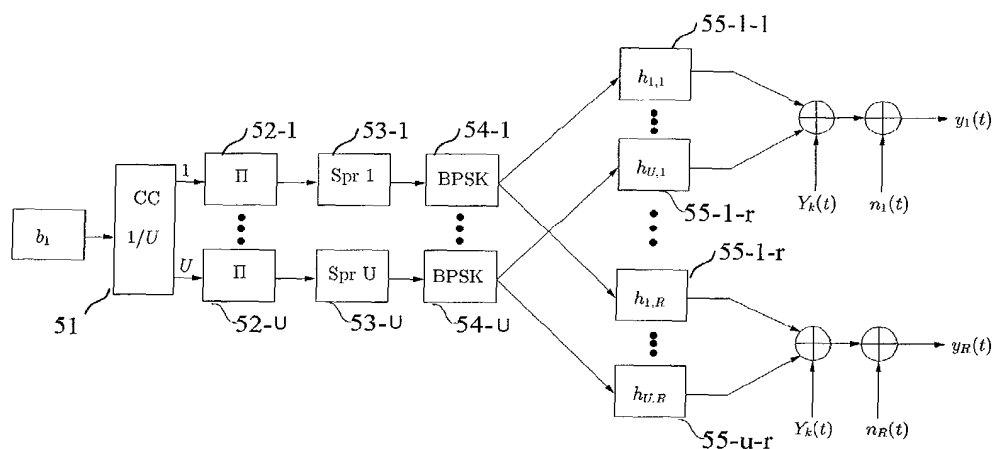 55-1-1
h1,1
52-1
53-1
54-1
1
Π
Spr 1
BPSK
y1(t)
CC
1/U
hU,1
Yk(t)
n1(t)
b1
55-1-r
U
Π
Spr U
BPSK
55-1-r
51
52-U
53-U
54-U
h1,R
yR(t)
hU,R
Yk(t)
nR(t)
55-u-r